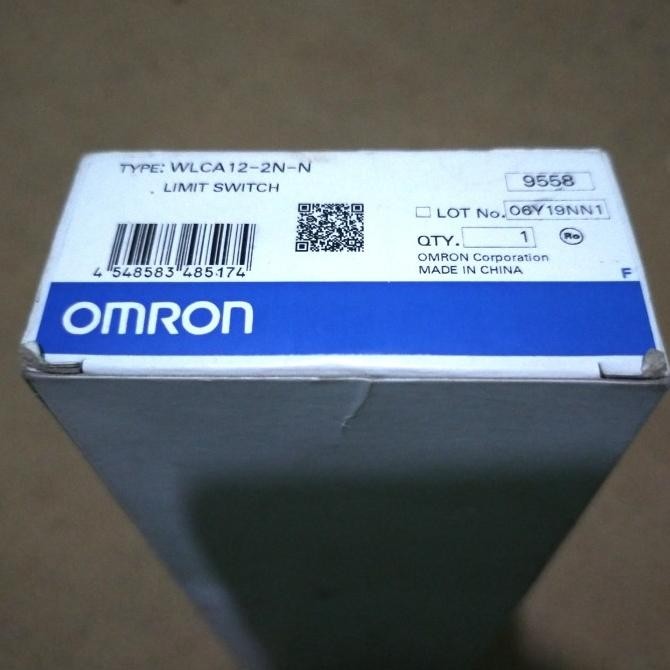 TYPE: WLCA12-2N-N
LIMIT SWITCH
9558
LOT No. 06Y19NN1
QTY. 1
OMRON Corporation
MADE IN CHINA
4 548583 485174
F
OMRON